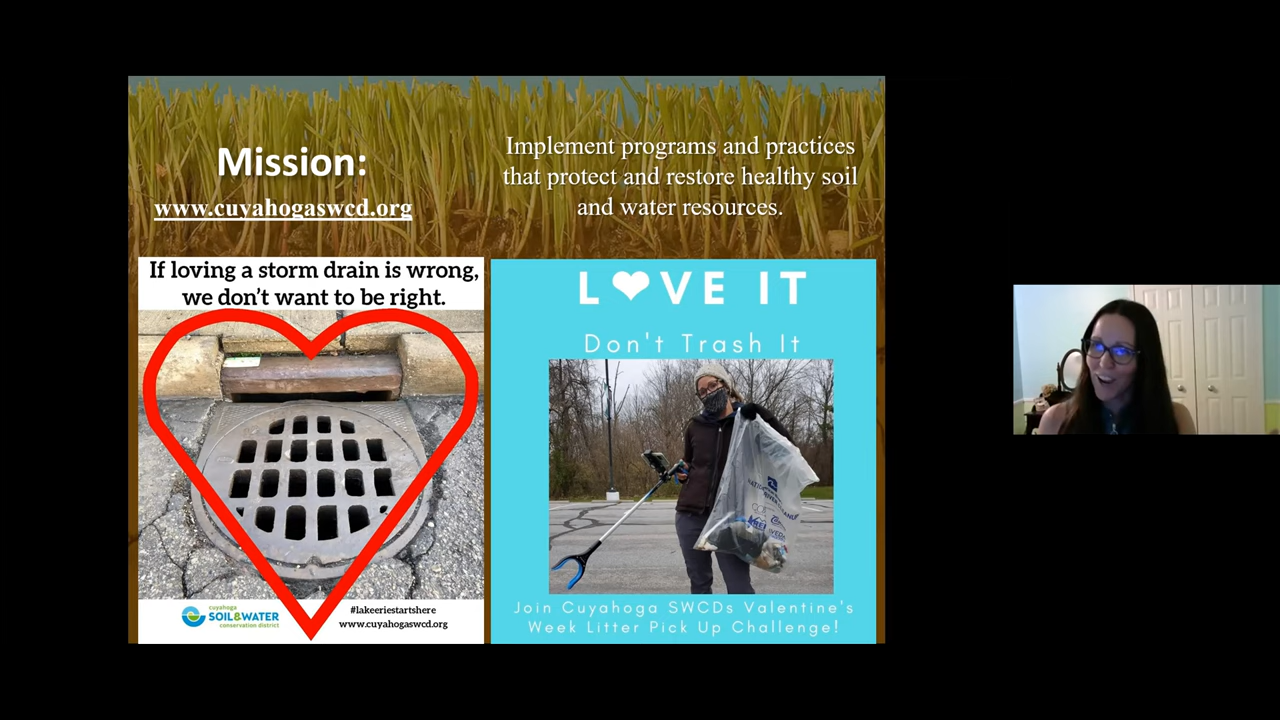 Mission:
www.cuyahogaswcd.org
Implement programs and practices
that protect and restore healthy soil
and water resources.
If loving a storm drain is wrong,
we don't want to be right.
cuyahoga
SOIL&WATER
conservation district
#lakeeriestartshere
www.cuyahogaswcd.org
L❤VE IT
Don't Trash It
Join Cuyahoga SWCDs Valentine's
Week Litter Pick Up Challenge!